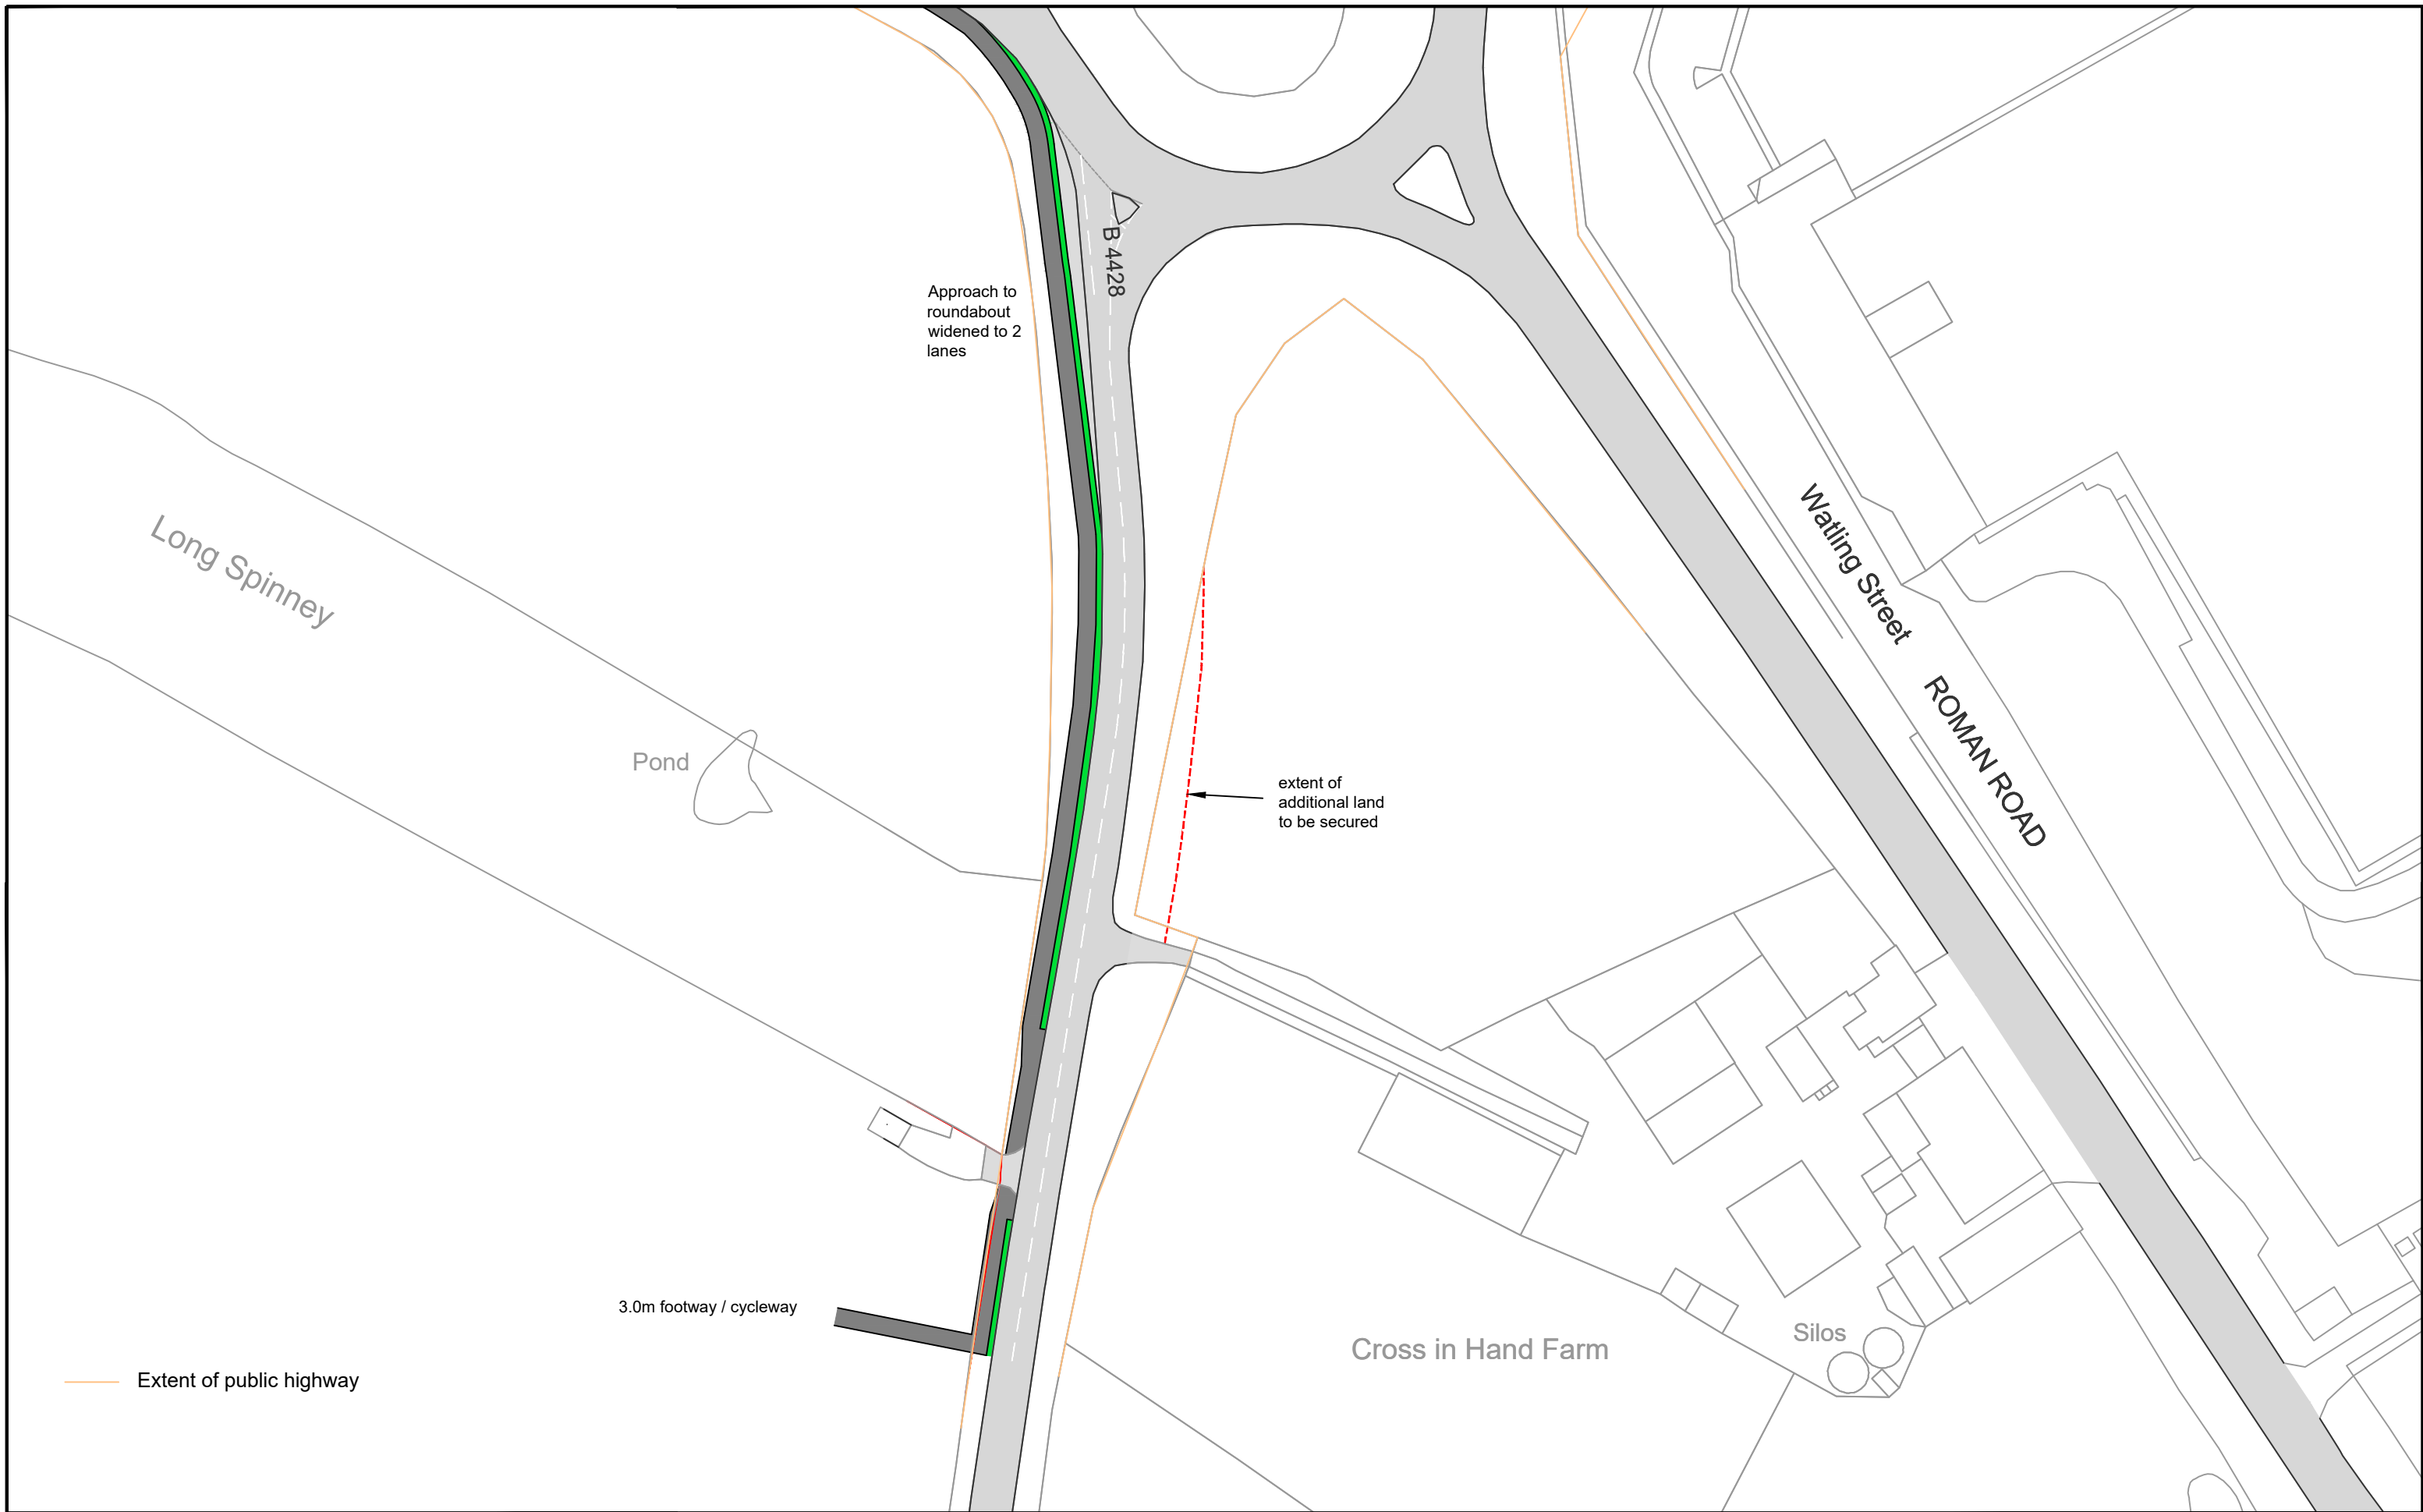 B 4428
Approach to
roundabout
widened to 2
lanes
Long Spinney
Watling Street
ROMAN ROAD
Pond
extent of
additional land
to be secured
3.0m footway / cycleway
Silos
Cross in Hand Farm
Extent of public highway